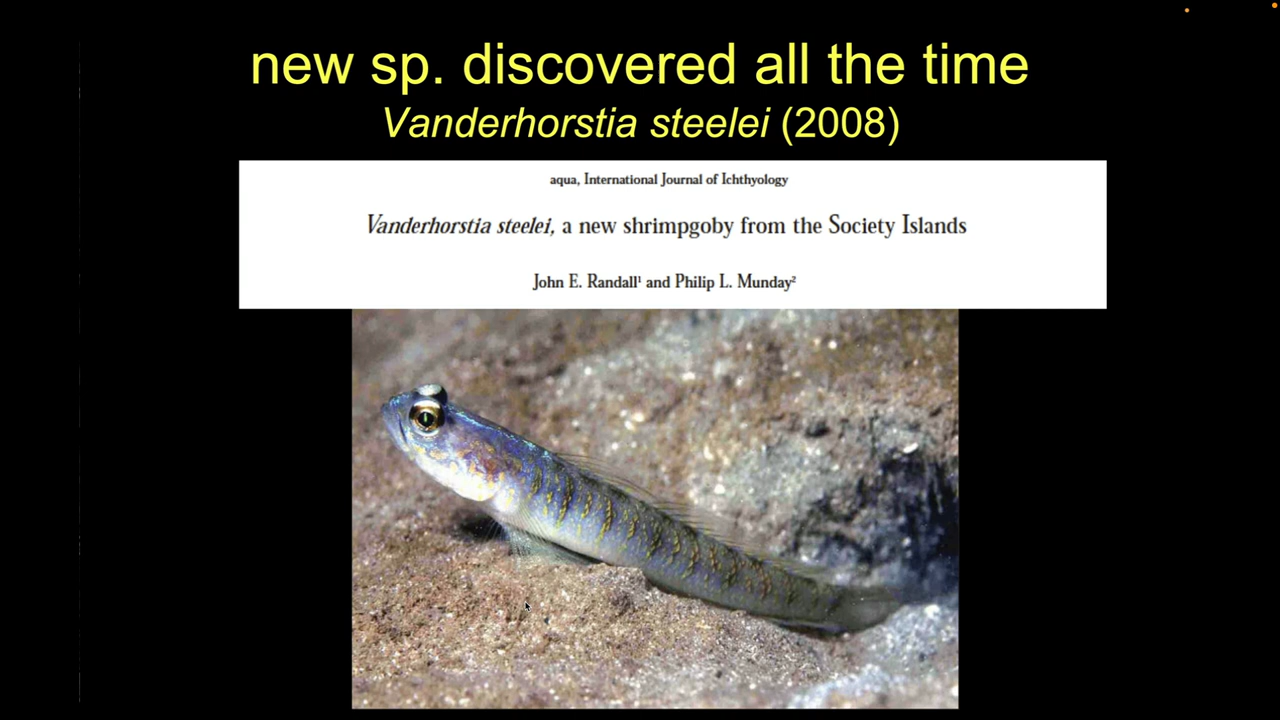 new sp. discovered all the time
Vanderhorstia steelei (2008)
aqua, International Journal of Ichthyology
Vanderhorstia steelei, a new shrimpgoby from the Society Islands
John E. Randall¹ and Philip L. Munday²